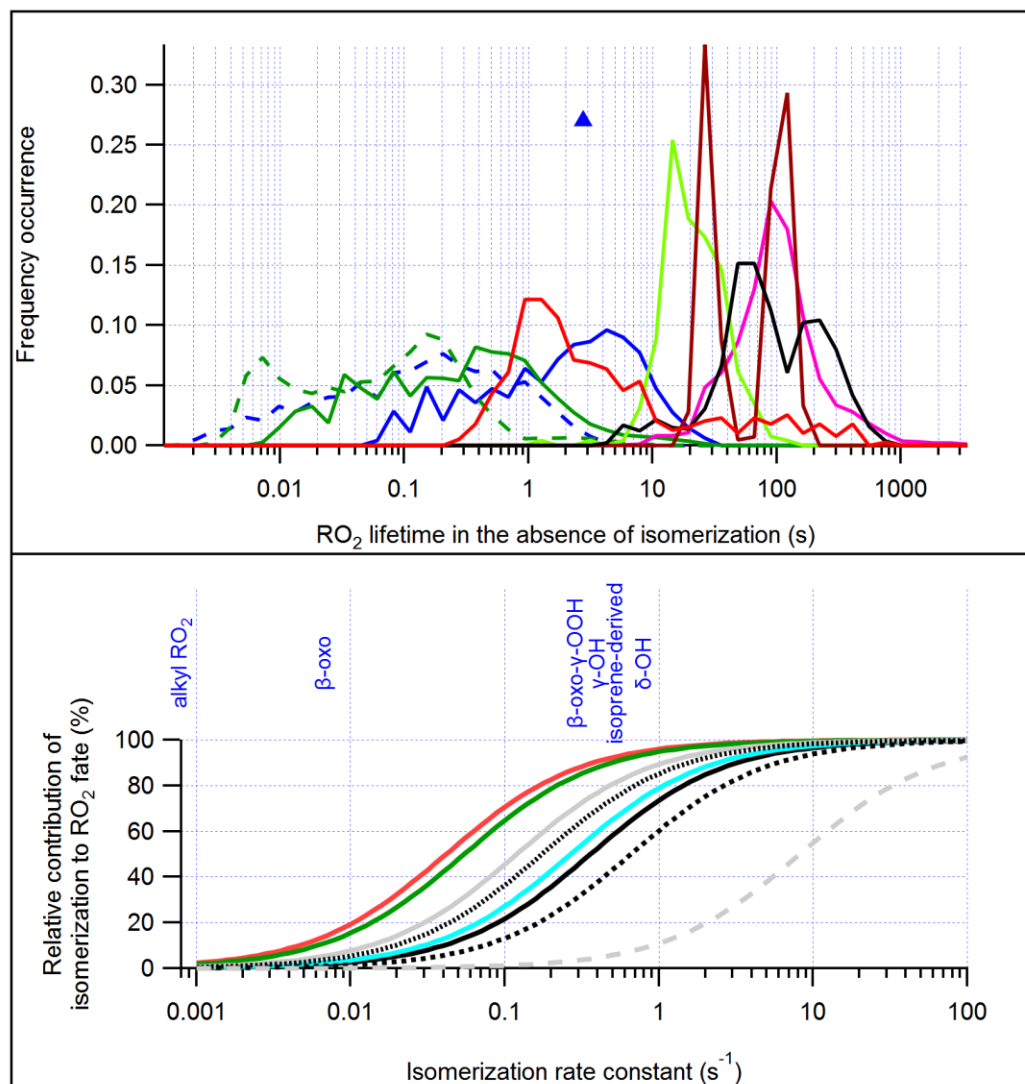 Frequency occurrence
0.30
0.25
0.20
0.15
0.10
0.05
0.00
0.01 0.1 1 10 100 1000
RO₂ lifetime in the absence of isomerization (s)
alkyl RO₂
β-oxo
β-oxo-γ-OOH
γ-OH
isoprene-derived
δ-OH
Relative contribution of
isomerization to RO₂ fate (%)
100
80
60
40
20
0
0.001 0.01 0.1 1 10 100
Isomerization rate constant (s⁻¹)